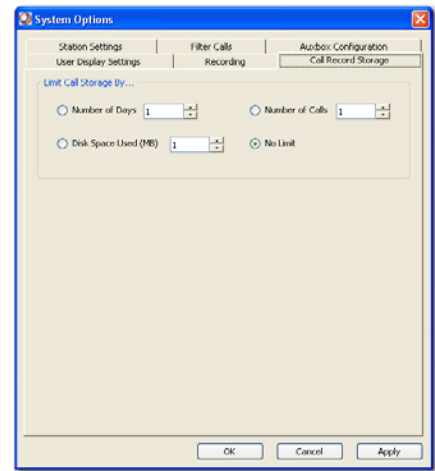 System Options
Station Settings Filter Calls Auxbox Configuration
User Display Settings Recording Call Record Storage
Limit Call Storage By...
Number of Days 1 Number of Calls 1
Disk Space Used (MB) 1 No Limit
OK Cancel Apply